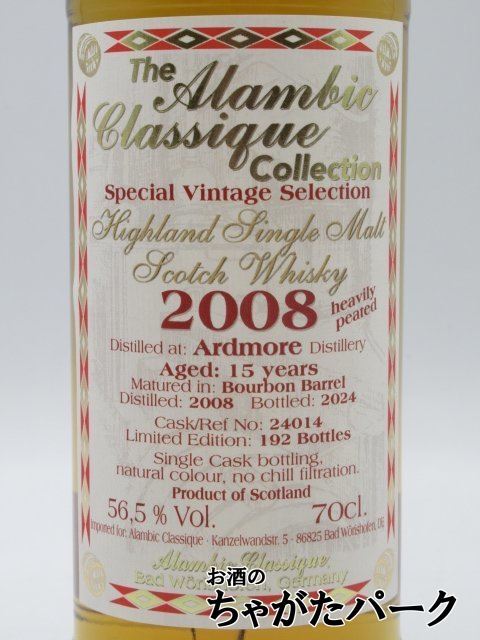 The Alambic
Classique
Collection
Special Vintage Selection
Highland Single Malt
Scotch Whisky
2008 heavily
peated
Distilled at: Ardmore Distillery
Aged: 15 years
Matured in: Bourbon Barrel
Distilled: 2008 Bottled: 2024
Cask/Ref No: 24014
Limited Edition: 192 Bottles
Single Cask bottling,
natural colour, no chill filtration.
Product of Scotland
56,5 % Vol. 70cl.
Imported for: Alambic Classique · Kanzelwandstr. 5 · 86825 Bad Wörishofen, DE
Alambic Classique,
Bad Wörishofen, Germany
お酒の
ちゃがたパーク